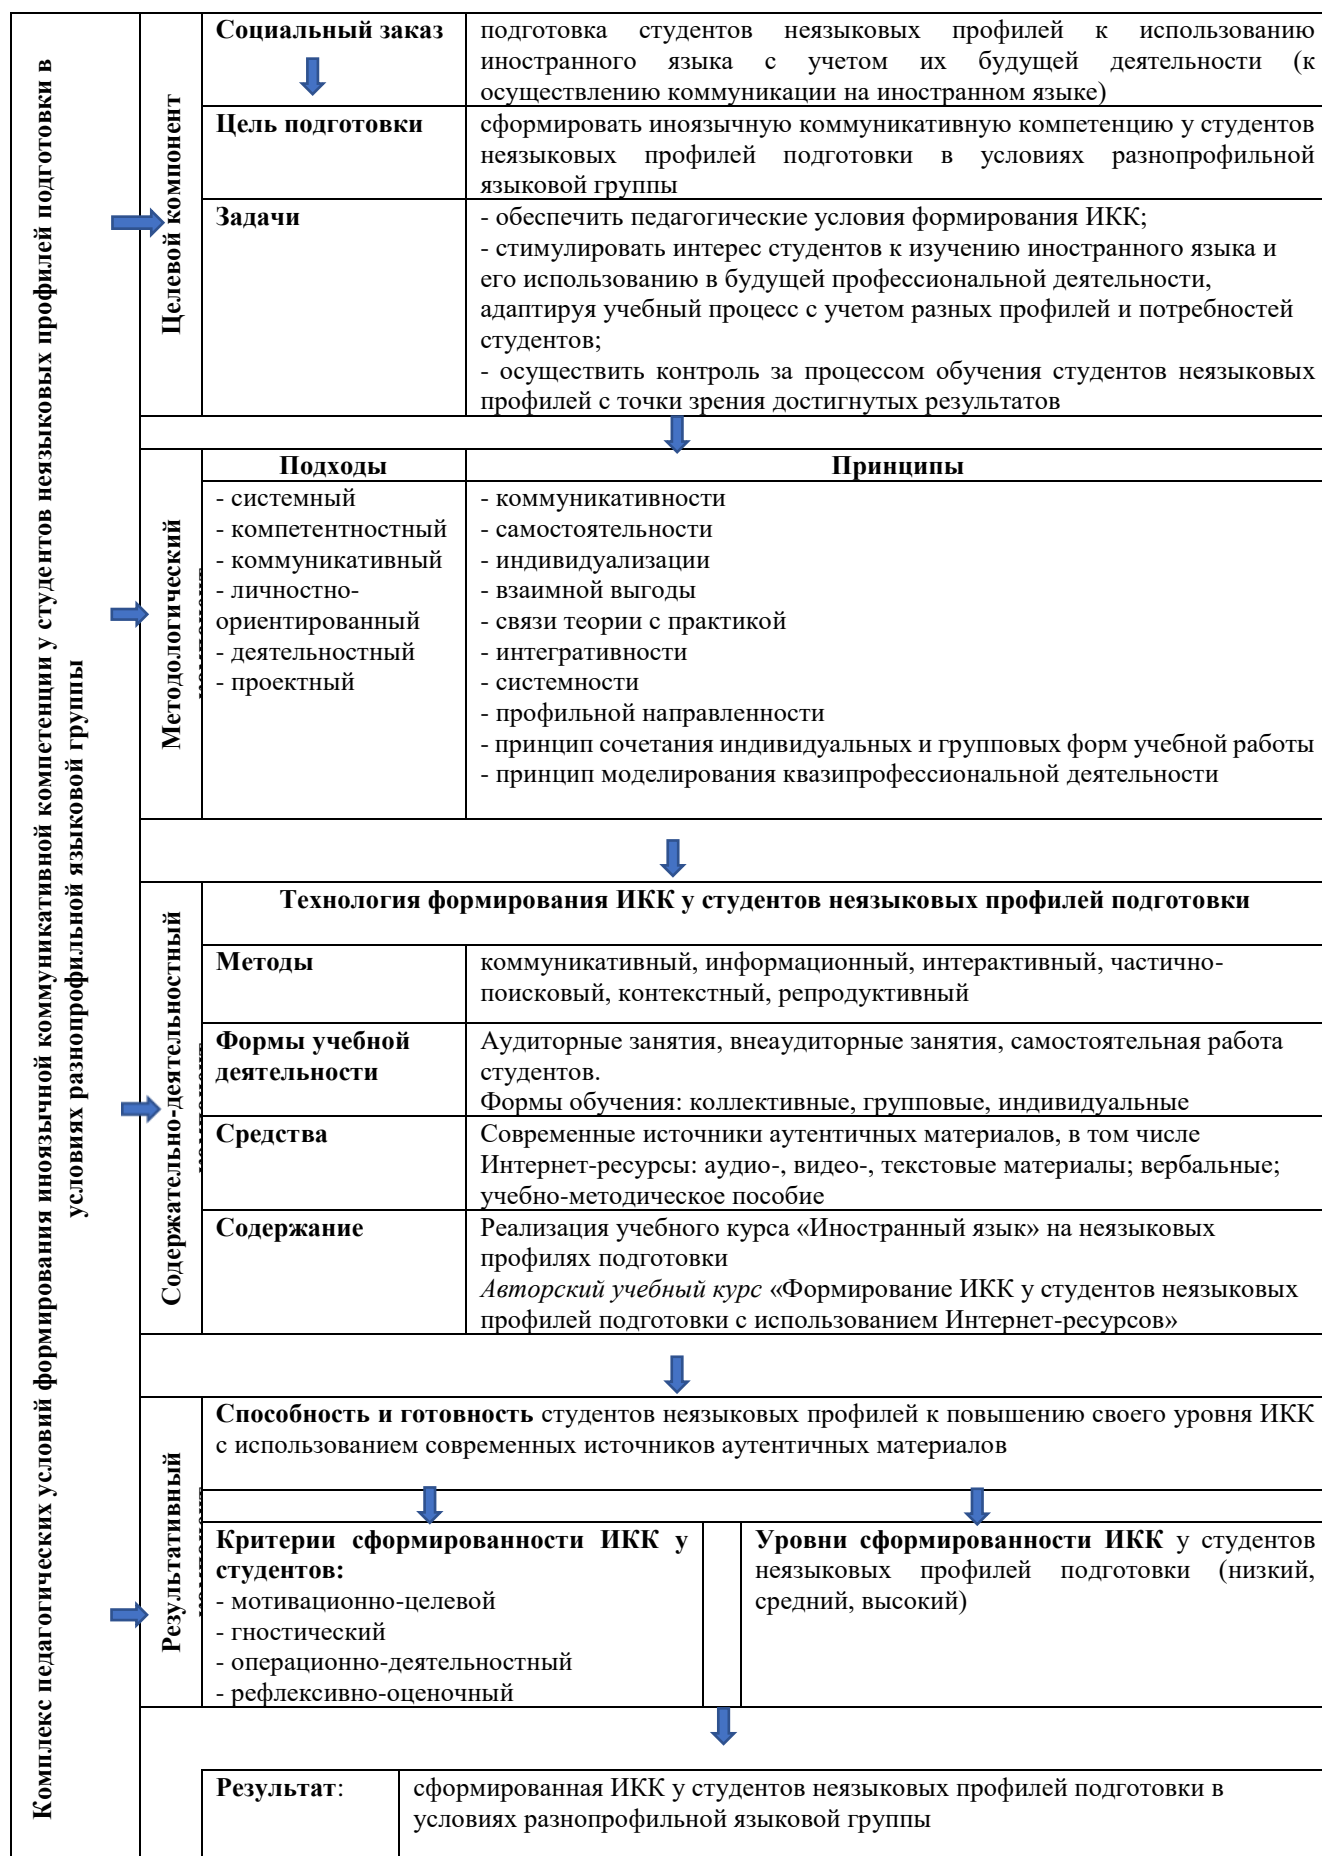 Комплекс педагогических условий формирования иноязычной коммуникативной компетенции у студентов неязыковых профилей подготовки в
условиях разнопрофильной языковой группы
Целевой компонент
Социальный заказ
подготовка студентов неязыковых профилей к использованию
иностранного языка с учетом их будущей деятельности (к
осуществлению коммуникации на иностранном языке)
Цель подготовки
сформировать иноязычную коммуникативную компетенцию у студентов
неязыковых профилей подготовки в условиях разнопрофильной
языковой группы
Задачи
- обеспечить педагогические условия формирования ИКК;
- стимулировать интерес студентов к изучению иностранного языка и
его использованию в будущей профессиональной деятельности,
адаптируя учебный процесс с учетом разных профилей и потребностей
студентов;
- осуществить контроль за процессом обучения студентов неязыковых
профилей с точки зрения достигнутых результатов
Методологический
Подходы
- системный
- компетентностный
- коммуникативный
- личностно-
ориентированный
- деятельностный
- проектный
Принципы
- коммуникативности
- самостоятельности
- индивидуализации
- взаимной выгоды
- связи теории с практикой
- интегративности
- системности
- профильной направленности
- принцип сочетания индивидуальных и групповых форм учебной работы
- принцип моделирования квазипрофессиональной деятельности
Содержательно-деятельностный
Технология формирования ИКК у студентов неязыковых профилей подготовки
Методы
коммуникативный, информационный, интерактивный, частично-
поисковый, контекстный, репродуктивный
Формы учебной
деятельности
Аудиторные занятия, внеаудиторные занятия, самостоятельная работа
студентов.
Формы обучения: коллективные, групповые, индивидуальные
Средства
Современные источники аутентичных материалов, в том числе
Интернет-ресурсы: аудио-, видео-, текстовые материалы; вербальные;
учебно-методическое пособие
Содержание
Реализация учебного курса «Иностранный язык» на неязыковых
профилях подготовки
Авторский учебный курс «Формирование ИКК у студентов неязыковых
профилей подготовки с использованием Интернет-ресурсов»
Результативный
Способность и готовность студентов неязыковых профилей к повышению своего уровня ИКК
с использованием современных источников аутентичных материалов
Критерии сформированности ИКК у
студентов:
- мотивационно-целевой
- гностический
- операционно-деятельностный
- рефлексивно-оценочный
Уровни сформированности ИКК у студентов
неязыковых профилей подготовки (низкий,
средний, высокий)
Результат:
сформированная ИКК у студентов неязыковых профилей подготовки в
условиях разнопрофильной языковой группы